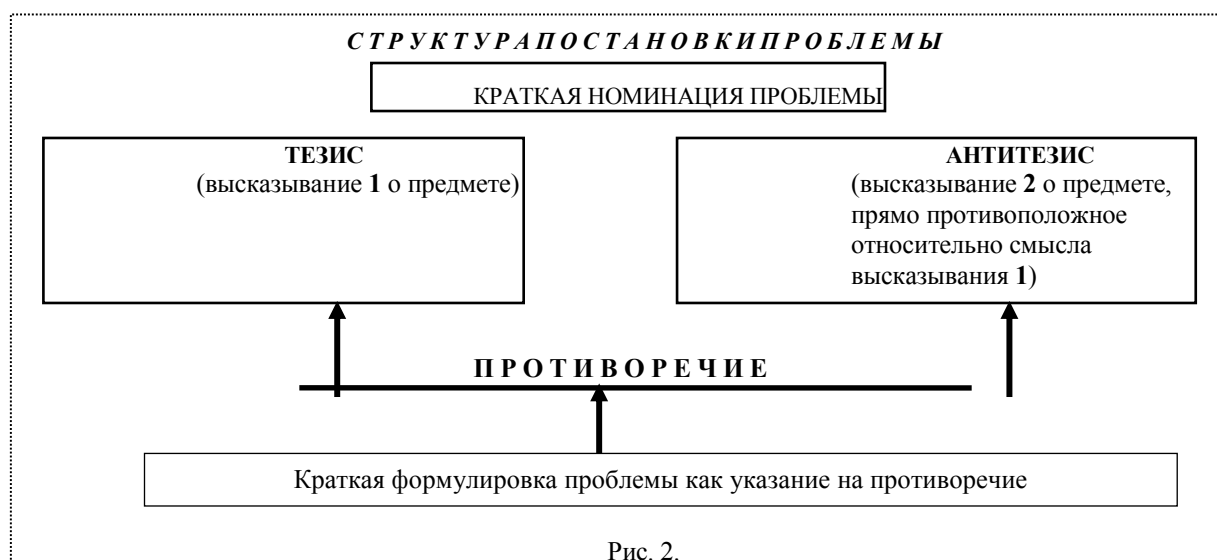 С Т Р У К Т У Р А П О С Т А Н О В К И П Р О Б Л Е М Ы
КРАТКАЯ НОМИНАЦИЯ ПРОБЛЕМЫ
ТЕЗИС
(высказывание 1 о предмете)
АНТИТЕЗИС
(высказывание 2 о предмете,
прямо противоположное
относительно смысла
высказывания 1)
П Р О Т И В О Р Е Ч И Е
Краткая формулировка проблемы как указание на противоречие
Рис. 2.